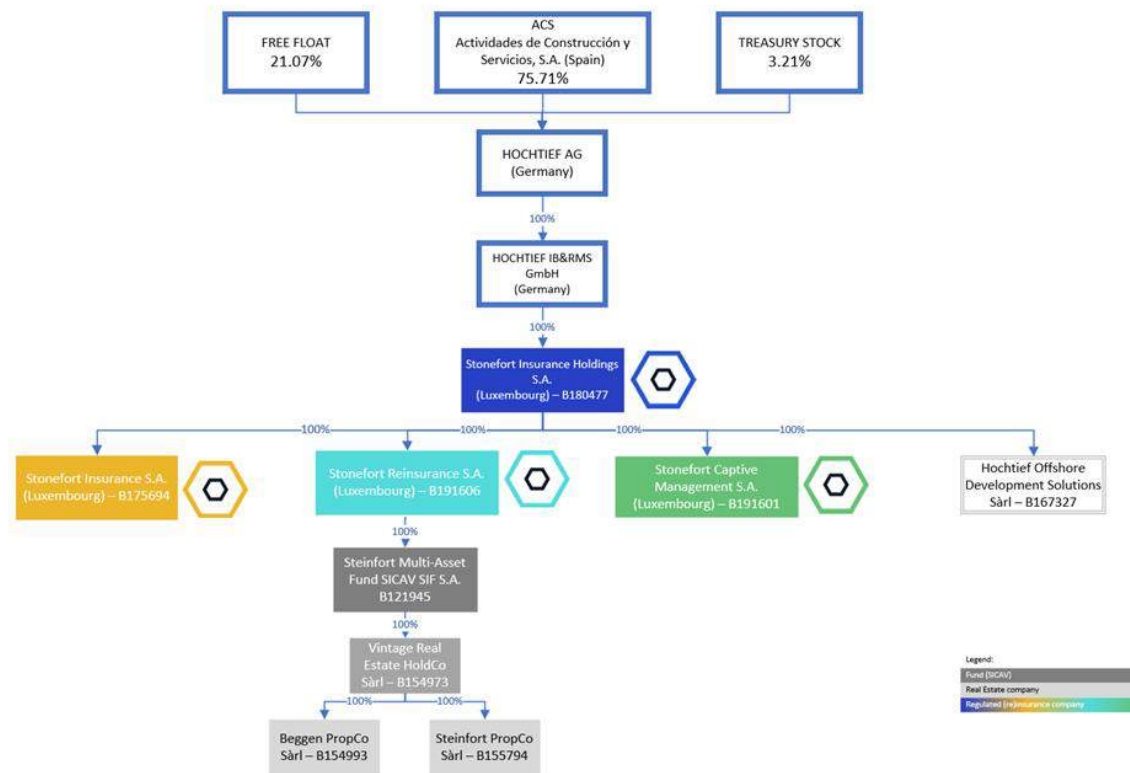 FREE FLOAT
21.07%
ACS
Actividades de Construcción y
Servicios, S.A. (Spain)
75.71%
TREASURY STOCK
3.21%
HOCHTIEF AG
(Germany)
100%
HOCHTIEF IB&RMS
GmbH
(Germany)
100%
Stonefort Insurance Holdings
S.A.
(Luxembourg) – B180477
100%
100%
100%
100%
Stonefort Insurance S.A.
(Luxembourg) – B175694
Stonefort Reinsurance S.A.
(Luxembourg) – B191606
Stonefort Captive
Management S.A.
(Luxembourg) – B191601
Hochtief Offshore
Development Solutions
Sàrl – B167327
100%
Steinfort Multi-Asset
Fund SICAV SIF S.A.
B121945
100%
Vintage Real
Estate HoldCo
Sàrl – B154973
100%
100%
Beggen PropCo
Sàrl – B154993
Steinfort PropCo
Sàrl – B155794
Legend:
Fund (SICAV)
Real Estate company
Regulated (re)insurance company